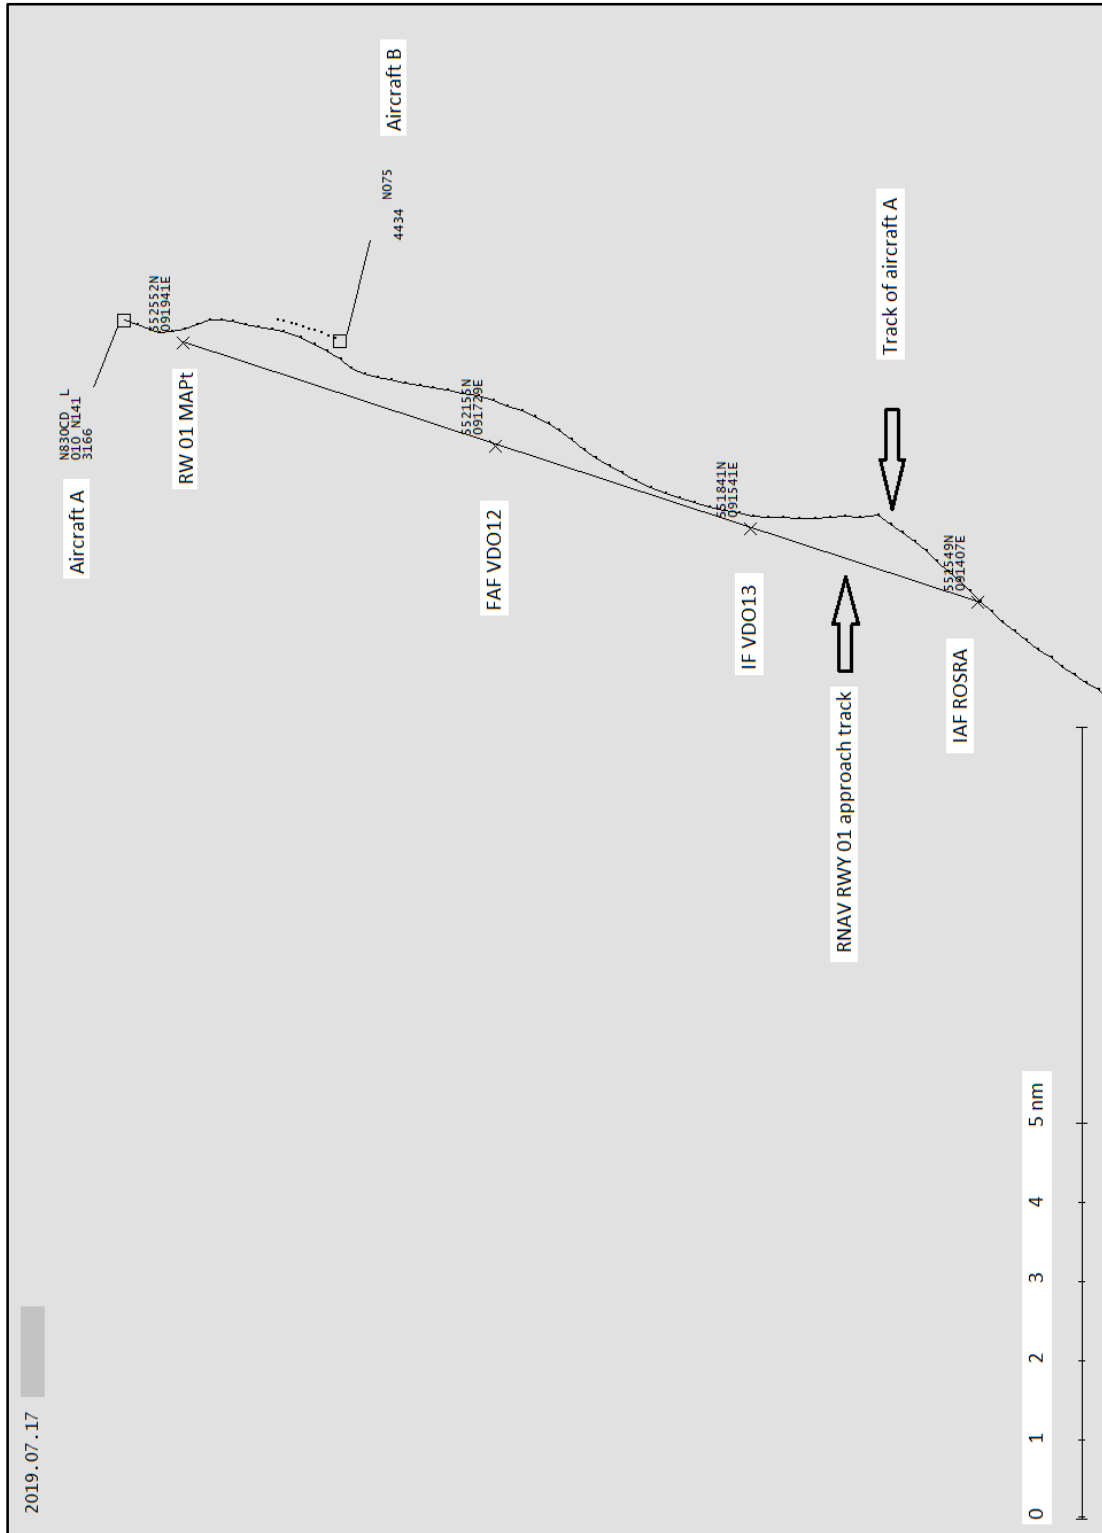 2019.07.17
Aircraft A
N830CD L
010 N141
3166
552552N
091941E
RW 01 MAPt
Aircraft B
N075
4434
552155N
091729E
FAF VDO12
551841N
091541E
IF VDO13
Track of aircraft A
RNAV RWY 01 approach track
551549N
091407E
IAF ROSRA
0 1 2 3 4 5 nm